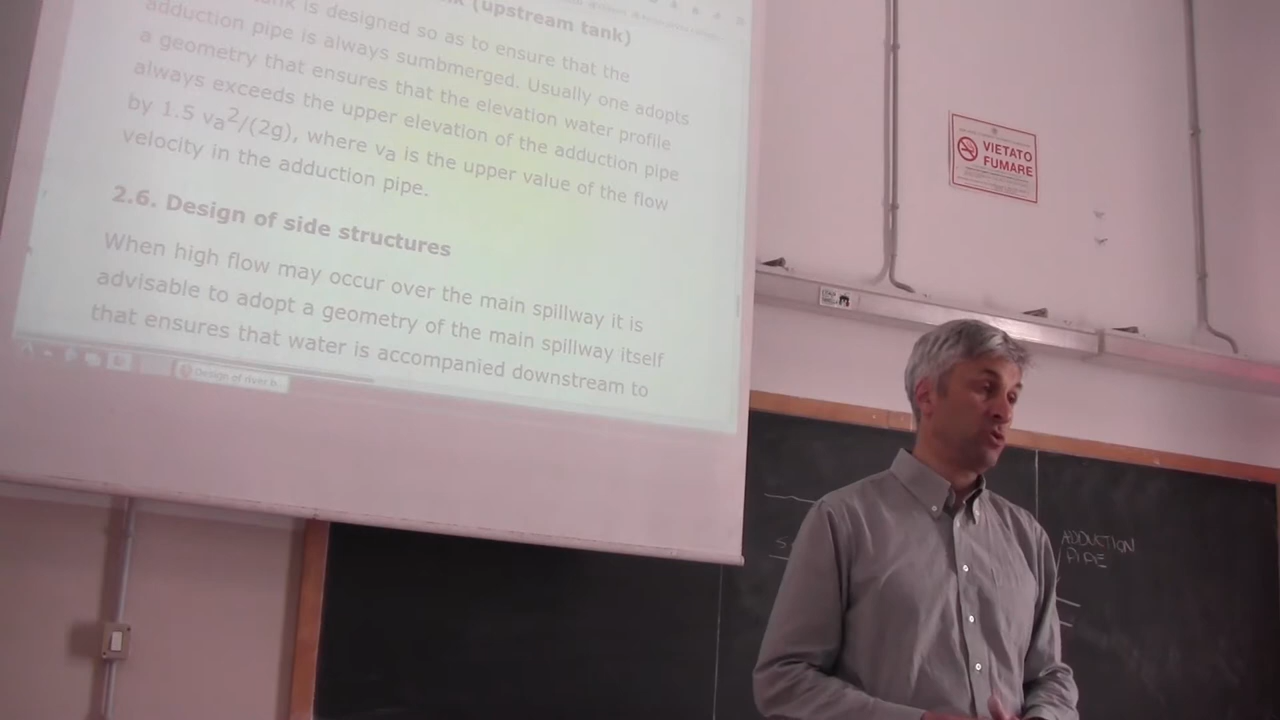 (upstream tank)
is designed so as to ensure that the
adduction pipe is always sumbmerged. Usually one adopts
a geometry that ensures that the elevation water profile
always exceeds the upper elevation of the adduction pipe
by 1.5 va2/(2g), where va is the upper value of the flow
velocity in the adduction pipe.
2.6. Design of side structures
When high flow may occur over the main spillway it is
advisable to adopt a geometry of the main spillway itself
that ensures that water is accompanied downstream to
Design of river b
VIETATO
FUMARE
ADDUCTION
PIPE